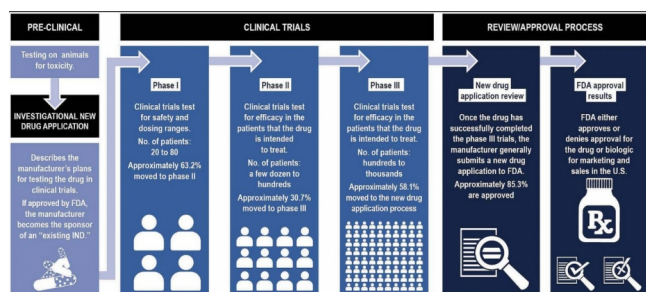 PRE-CLINICAL
Testing on animals
for toxicity.
INVESTIGATIONAL NEW
DRUG APPLICATION
Describes the
manufacturer's plans
for testing the drug in
clinical trials.
If approved by FDA,
the manufacturer
becomes the sponsor
of an “existing IND.”
CLINICAL TRIALS
Phase I
Clinical trials test
for safety and
dosing ranges.
No. of patients:
20 to 80
Approximately 63.2%
moved to phase II
Phase II
Clinical trials test
for efficacy in the
patients that the drug
is intended
to treat.
No. of patients:
a few dozen to
hundreds
Approximately 30.7%
moved to phase III
Phase III
Clinical trials test
for efficacy in the
patients that the drug
is intended to treat.
No. of patients:
hundreds to
thousands
Approximately 58.1%
moved to the new drug
application process
REVIEW/APPROVAL PROCESS
New drug
application review
Once the drug has
successfully completed
the phase III trials, the
manufacturer generally
submits a new drug
application to FDA.
Approximately 85.3%
are approved
FDA approval
results
FDA either
approves or
denies approval for
the drug or biologic
for marketing and
sales in the U.S.
Rx